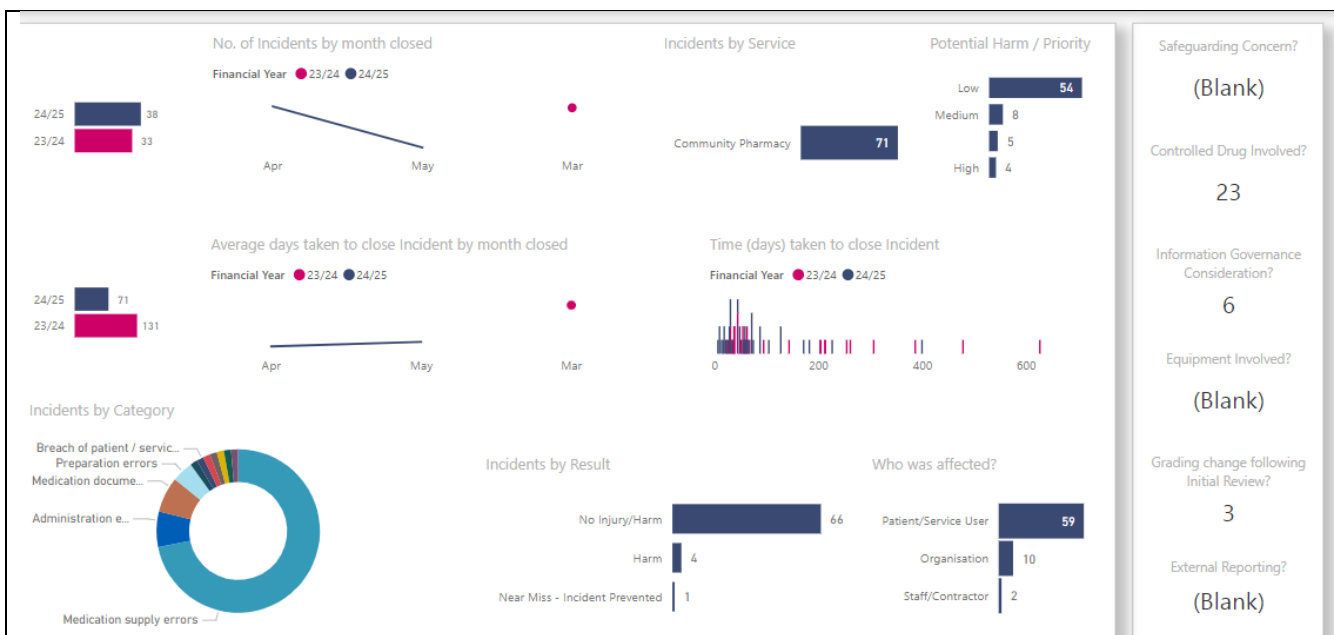 No. of Incidents by month closed
Financial Year 23/24 24/25
24/25 38
23/24 33
Apr May Mar
Incidents by Service
Community Pharmacy 71
Potential Harm / Priority
Low 54
Medium 8
5
High 4
Safeguarding Concern?
(Blank)
Controlled Drug Involved?
23
Information Governance
Consideration?
6
Equipment Involved?
(Blank)
Grading change following
Initial Review?
3
External Reporting?
(Blank)
Average days taken to close Incident by month closed
Financial Year 23/24 24/25
24/25 71
23/24 131
Apr May Mar
Time (days) taken to close Incident
Financial Year 23/24 24/25
0 200 400 600
Incidents by Category
Breach of patient / servic...
Preparation errors
Medication docume...
Administration e...
Medication supply errors
Incidents by Result
No Injury/Harm 66
Harm 4
Near Miss - Incident Prevented 1
Who was affected?
Patient/Service User 59
Organisation 10
Staff/Contractor 2